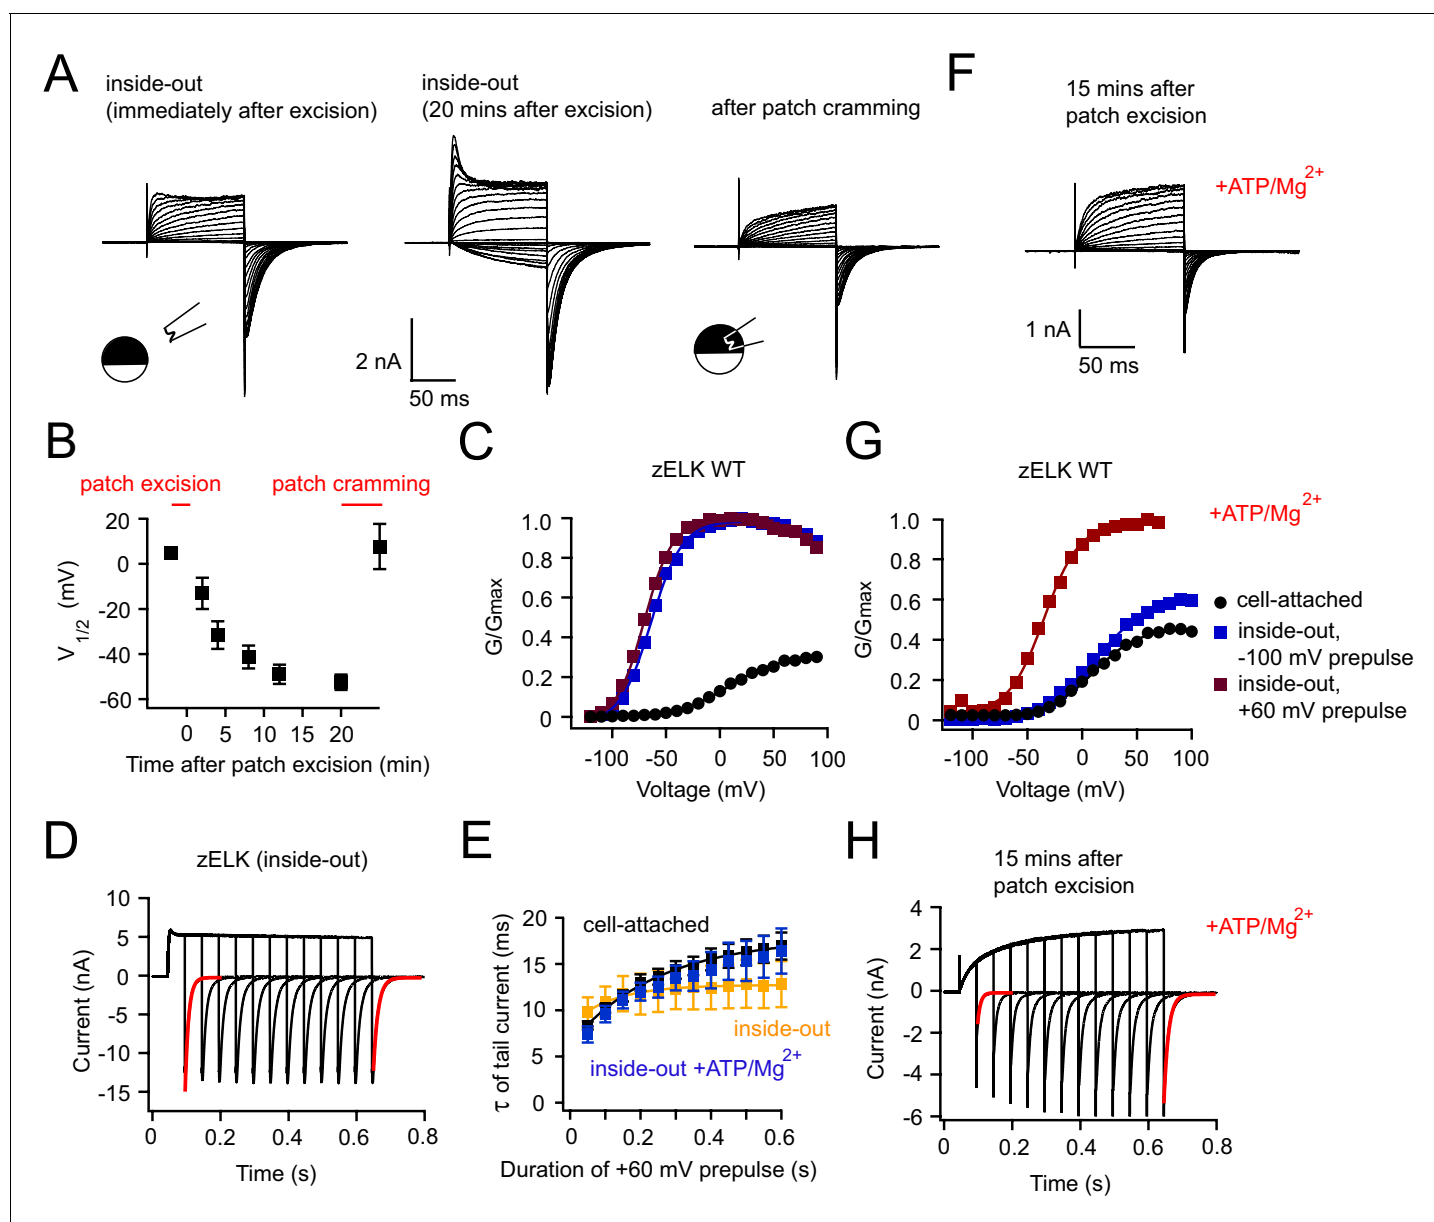 A
inside-out
(immediately after excision)
inside-out
(20 mins after excision)
after patch cramming
2 nA
50 ms
F
15 mins after
patch excision
+ATP/Mg2+
1 nA
50 ms
B
patch excision
patch cramming
20
0
-20
-40
-60
V1/2 (mV)
0
5
10
15
20
Time after patch excision (min)
C
zELK WT
1.0
0.8
0.6
0.4
0.2
0
G/Gmax
-100
-50
0
50
100
Voltage (mV)
G
zELK WT
+ATP/Mg2+
1.0
0.8
0.6
0.4
0.2
0
G/Gmax
-100
-50
0
50
100
Voltage (mV)
cell-attached
inside-out,
-100 mV prepulse
inside-out,
+60 mV prepulse
D
zELK (inside-out)
10
5
0
-5
-10
-15
Current (nA)
0
0.2
0.4
0.6
0.8
Time (s)
E
20
15
10
5
0
τ of tail current (ms)
cell-attached
inside-out
inside-out +ATP/Mg2+
0
0.2
0.4
0.6
Duration of +60 mV prepulse (s)
H
15 mins after
patch excision
+ATP/Mg2+
4
2
0
-2
-4
-6
Current (nA)
0
0.2
0.4
0.6
0.8
Time (s)